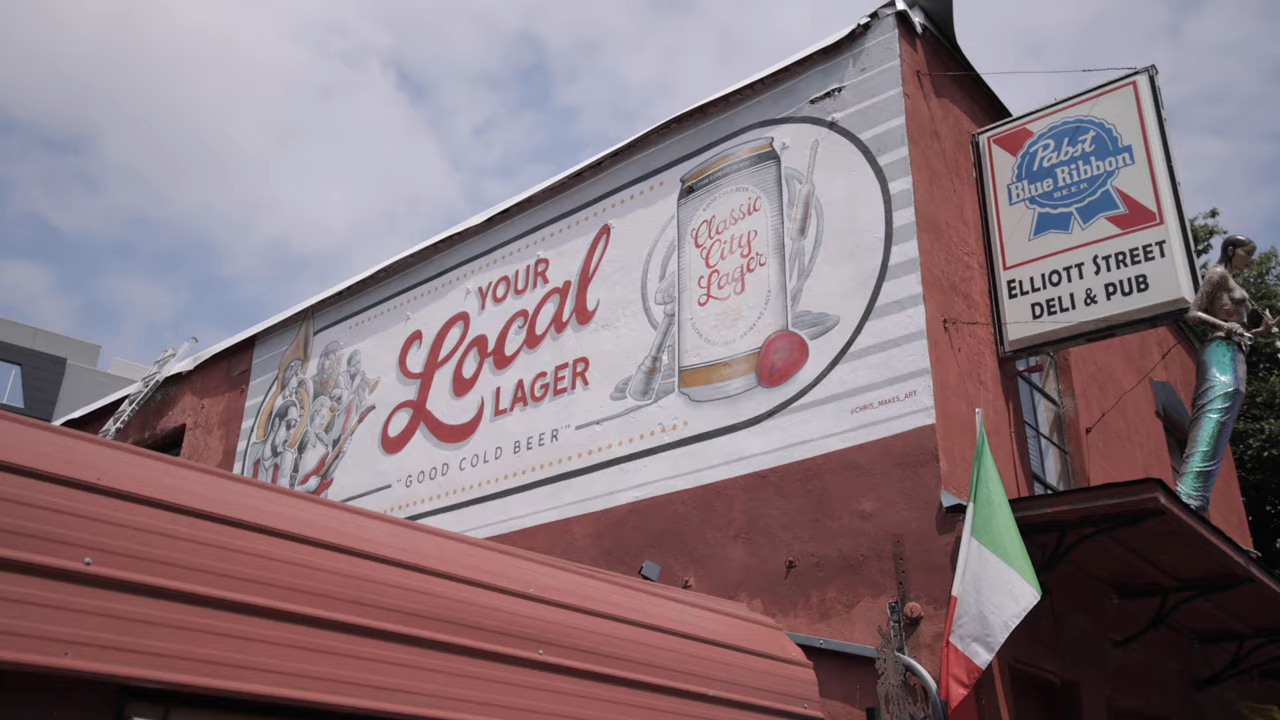 YOUR
Local
LAGER
"GOOD COLD BEER"
Classic
City
Lager
@CHRIS_MAKES_ART
Pabst
Blue Ribbon
BEER
ELLIOTT STREET
DELI & PUB